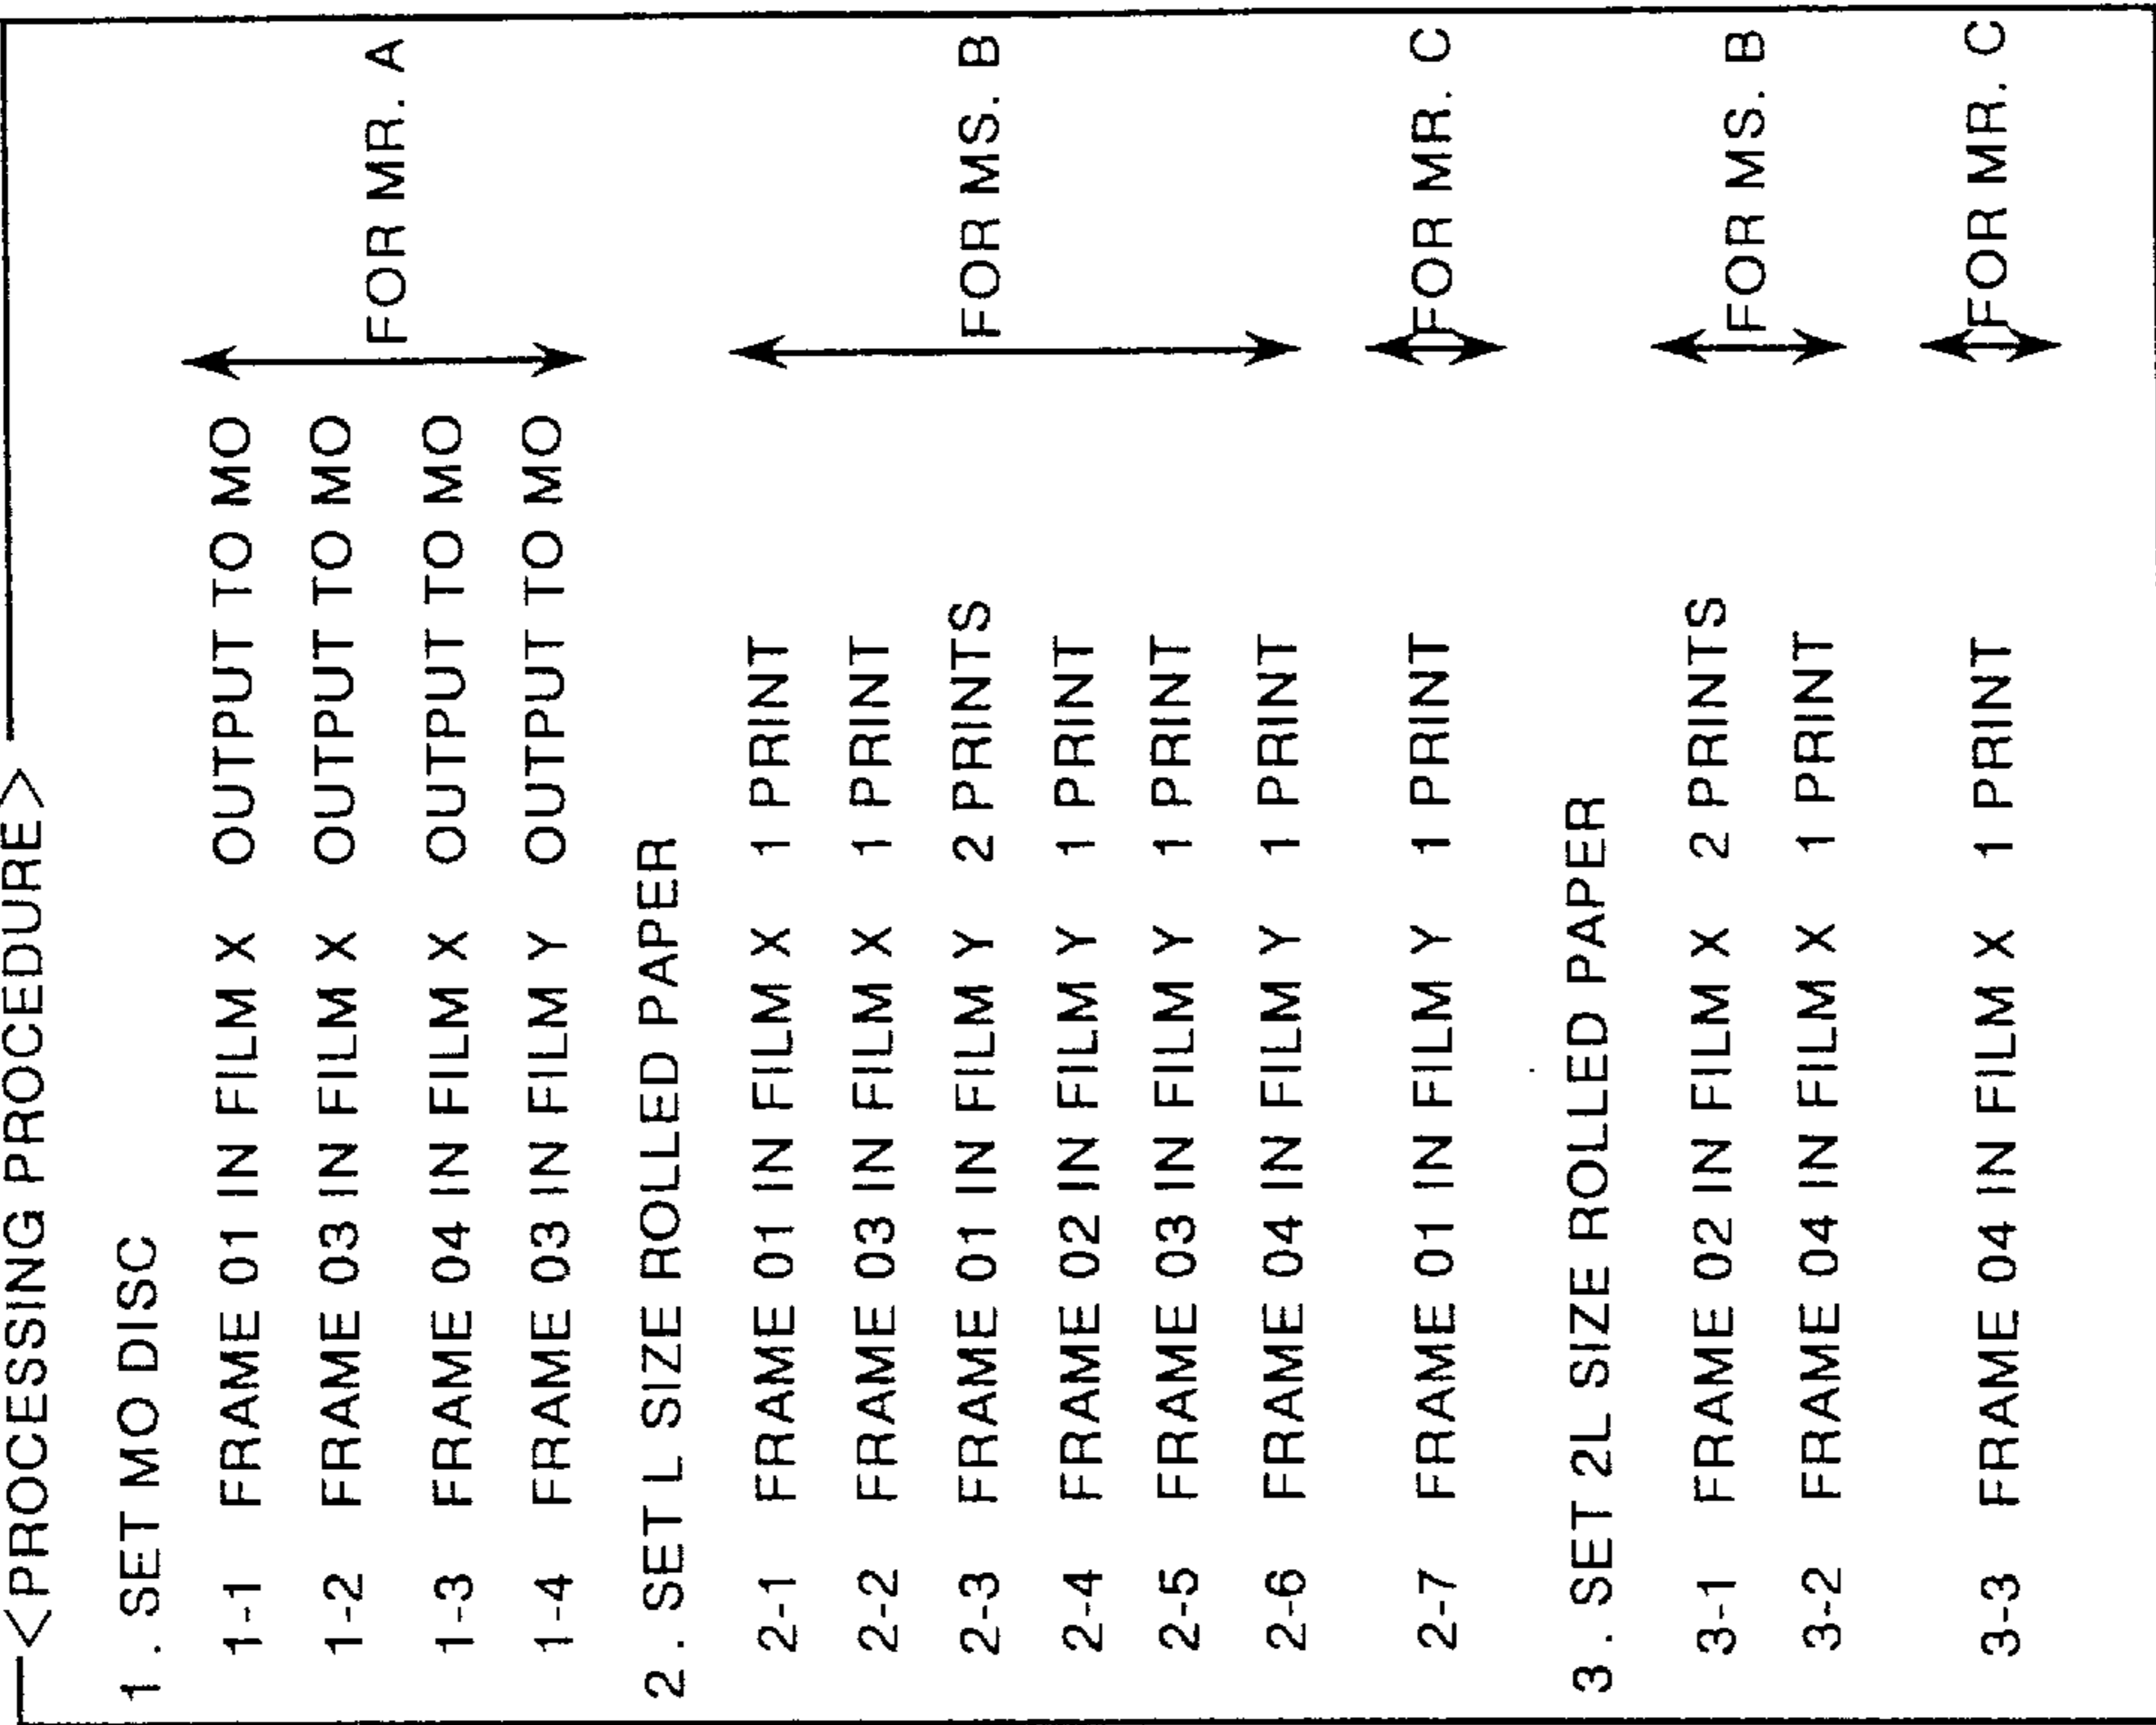 <PROCESSING PROCEDURE>
1. SET MO DISC
1-1 FRAME 01 IN FILM X OUTPUT TO MO
1-2 FRAME 03 IN FILM X OUTPUT TO MO
FOR MR. A
1-3 FRAME 04 IN FILM X OUTPUT TO MO
1-4 FRAME 03 IN FILM Y OUTPUT TO MO
2. SET L SIZE ROLLED PAPER
2-1 FRAME 01 IN FILM X 1 PRINT
2-2 FRAME 03 IN FILM X 1 PRINT
2-3 FRAME 01 IN FILM Y 2 PRINTS FOR MS. B
2-4 FRAME 02 IN FILM Y 1 PRINT
2-5 FRAME 03 IN FILM Y 1 PRINT
2-6 FRAME 04 IN FILM Y 1 PRINT
2-7 FRAME 01 IN FILM Y 1 PRINT FOR MR. C
3. SET 2L SIZE ROLLED PAPER
3-1 FRAME 02 IN FILM X 2 PRINTS FOR MS. B
3-2 FRAME 04 IN FILM X 1 PRINT
3-3 FRAME 04 IN FILM X 1 PRINT FOR MR. C